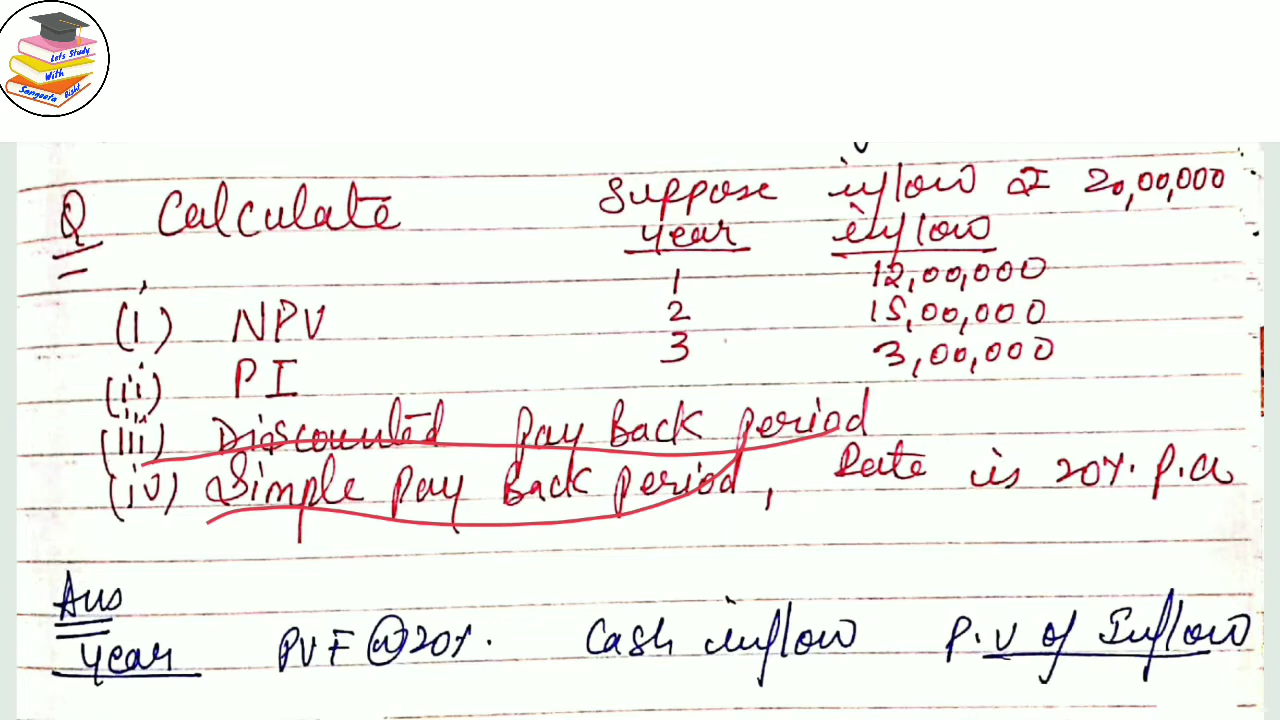 Lets Study
With
Sangeeta Bisht
Q Calculate
Suppose inflow of 20,00,000
year inflow
1 12,00,000
2 15,00,000
3 3,00,000
(i) NPV
(ii) PI
(iii) Discounted pay Back period
(iv) Simple pay Back period, Rate is 20% p.a
Ans
year PVF @20%. Cash inflow P.V of Inflow